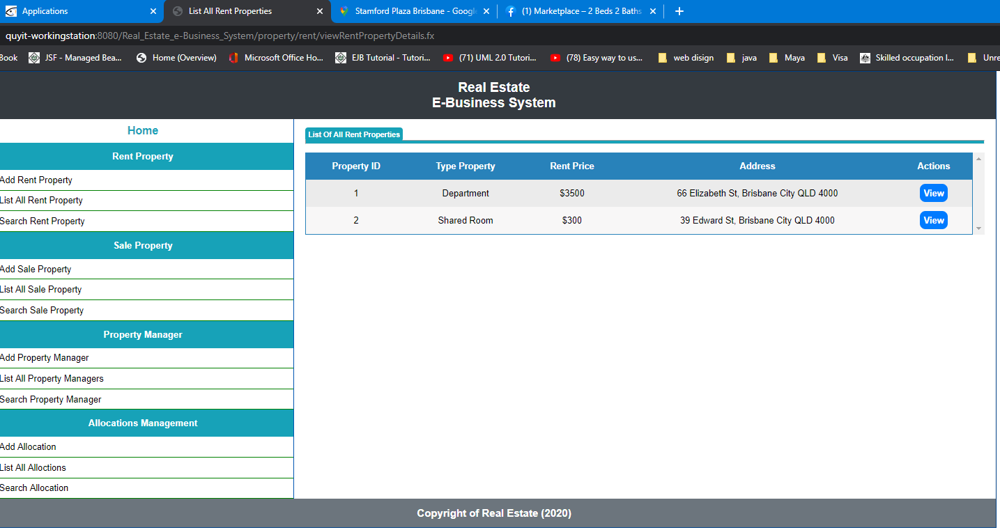 Applications
List All Rent Properties
Stamford Plaza Brisbane - Google
(1) Marketplace – 2 Beds 2 Baths
quyit-workingstation:8080/Real_Estate_e-Business_System/property/rent/viewRentPropertyDetails.fx
Book
JSF - Managed Bea...
Home (Overview)
Microsoft Office Ho...
EJB Tutorial - Tutori...
(71) UML 2.0 Tutori...
(78) Easy way to us...
web disign
java
Maya
Visa
Skilled occupation l...
Unre
Real Estate
E-Business System
Home
Rent Property
Add Rent Property
List All Rent Property
Search Rent Property
Sale Property
Add Sale Property
List All Sale Property
Search Sale Property
Property Manager
Add Property Manager
List All Property Managers
Search Property Manager
Allocations Management
Add Allocation
List All Alloctions
Search Allocation
List Of All Rent Properties
Property ID Type Property Rent Price Address Actions
1 Department $3500 66 Elizabeth St, Brisbane City QLD 4000 View
2 Shared Room $300 39 Edward St, Brisbane City QLD 4000 View
Copyright of Real Estate (2020)